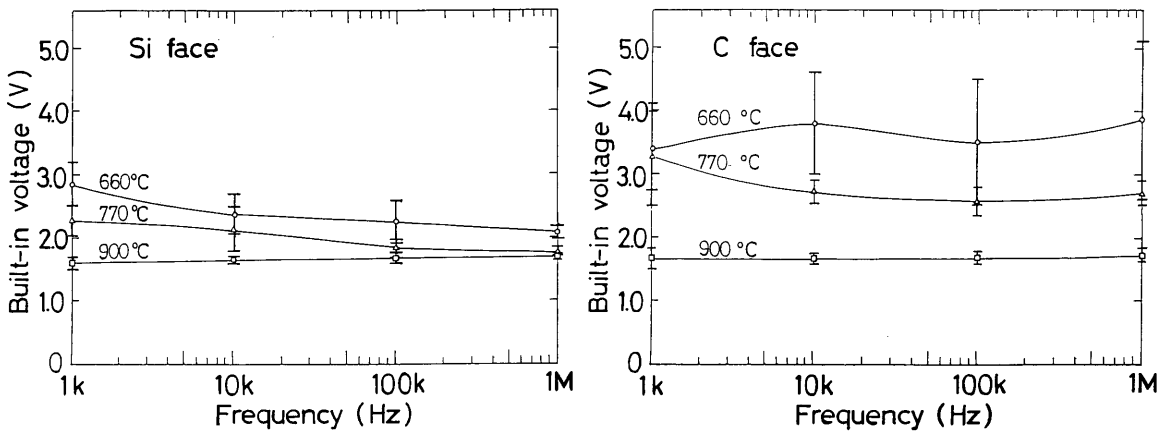 Si face
Built-in voltage (V)
5.0
4.0
3.0
2.0
1.0
0
660°C
770°C
900°C
1k
10k
100k
1M
Frequency (Hz)
C face
Built-in voltage (V)
5.0
4.0
3.0
2.0
1.0
0
660 °C
770 °C
900 °C
1k
10k
100k
1M
Frequency (Hz)